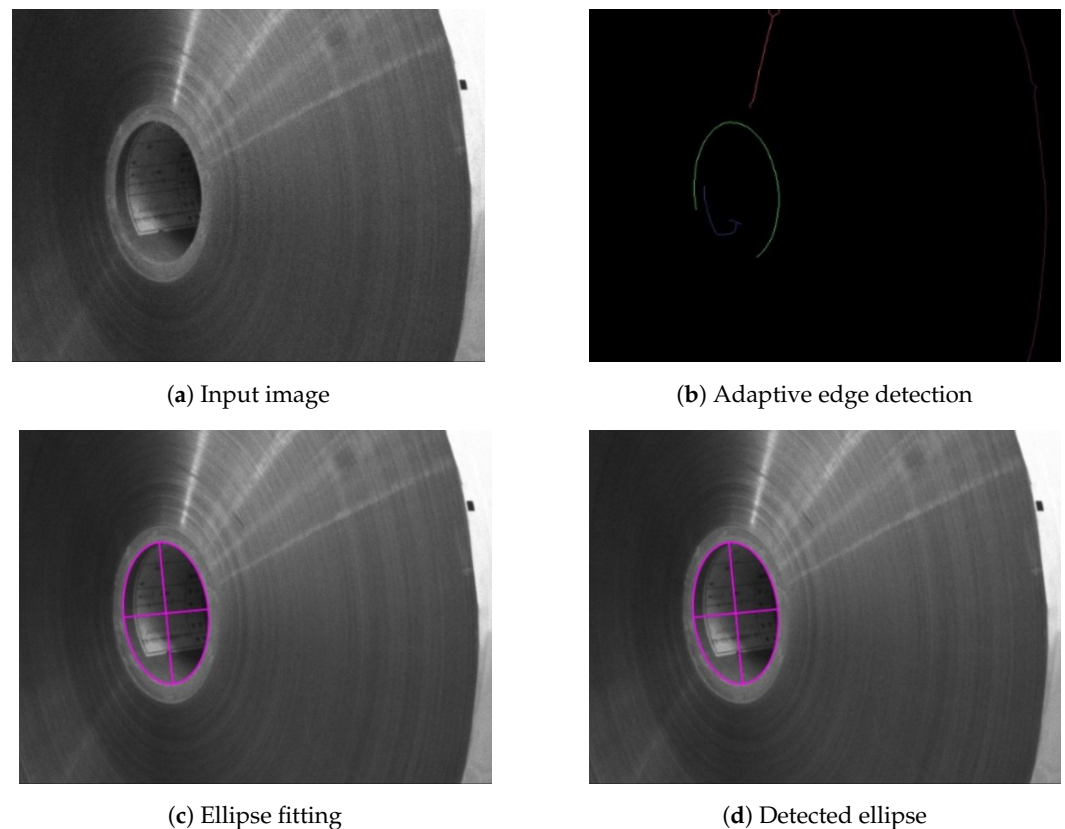 (a) Input image
(b) Adaptive edge detection
(c) Ellipse fitting
(d) Detected ellipse